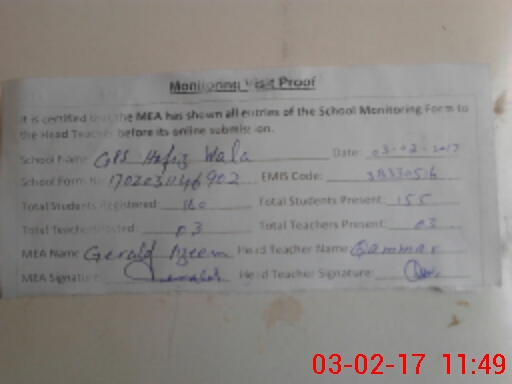 Monitoring Visit Proof
It is certified that the MEA has shown all entries of the School Monitoring Form to
the Head Teacher before its online submission.
School Name GPS Hafiz Wala Date: 03-02-2017
School Form No: 170203046902 EMIS Code: 38330516
Total Students Registered: 160 Total Students Present: 155
Total Teachers Posted: 03 Total Teachers Present: 03
MEA Name Gerald Azeem Head Teacher Name Qammar
MEA Signature: Head Teacher Signature:
03-02-17 11:49